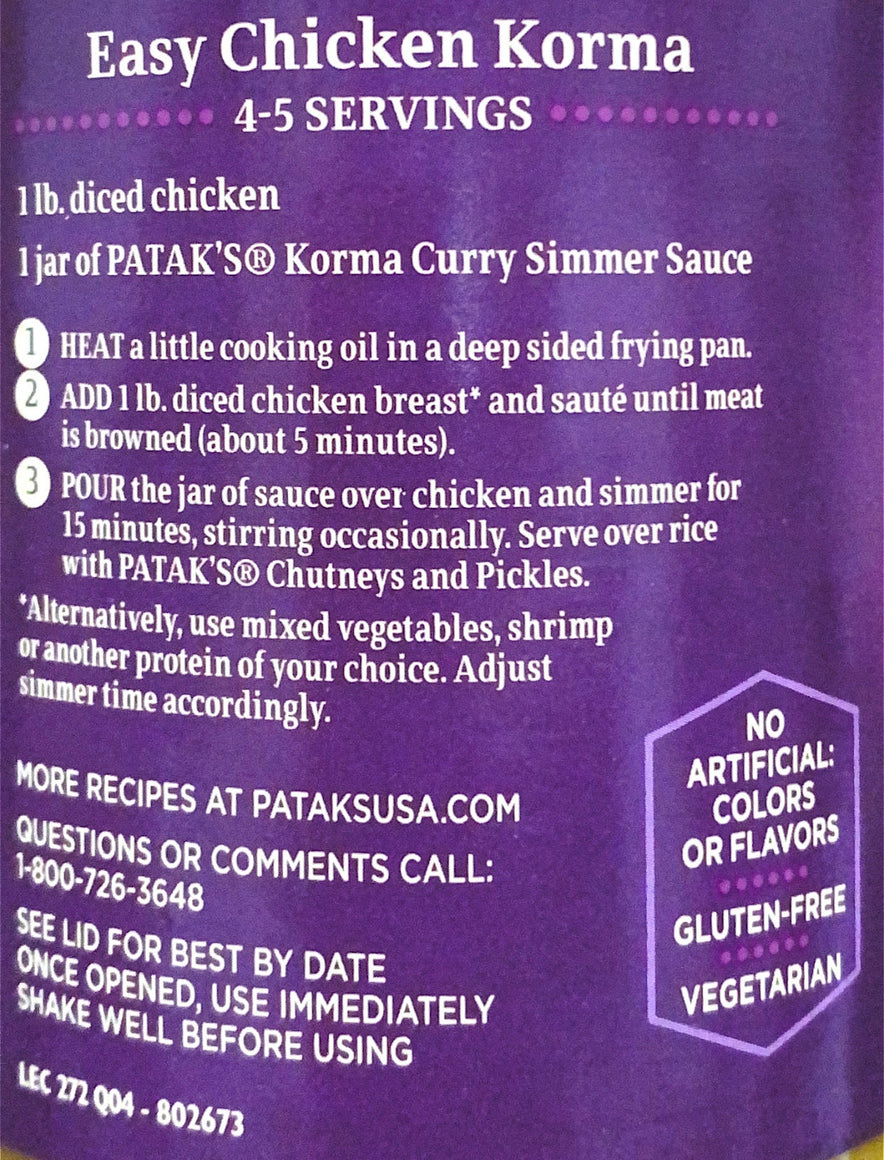 Easy Chicken Korma
4-5 SERVINGS
1 lb. diced chicken
1 jar of PATAK'S® Korma Curry Simmer Sauce
1 HEAT a little cooking oil in a deep sided frying pan.
2 ADD 1 lb. diced chicken breast* and sauté until meat
is browned (about 5 minutes).
3 POUR the jar of sauce over chicken and simmer for
15 minutes, stirring occasionally. Serve over rice
with PATAK'S® Chutneys and Pickles.
*Alternatively, use mixed vegetables, shrimp
or another protein of your choice. Adjust
simmer time accordingly.
MORE RECIPES AT PATAKSUSA.COM
QUESTIONS OR COMMENTS CALL:
1-800-726-3648
SEE LID FOR BEST BY DATE
ONCE OPENED, USE IMMEDIATELY
SHAKE WELL BEFORE USING
LEC 272 Q04 - 802673
NO
ARTIFICIAL:
COLORS
OR FLAVORS
GLUTEN-FREE
VEGETARIAN